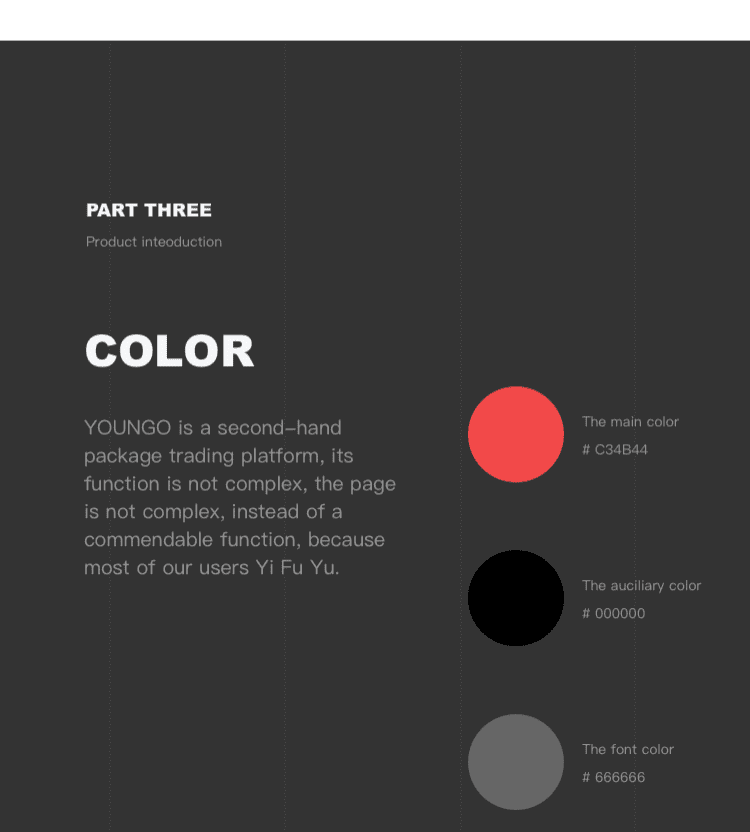 PART THREE
Product inteoduction
COLOR
YOUNGO is a second–hand
package trading platform, its
function is not complex, the page
is not complex, instead of a
commendable function, because
most of our users Yi Fu Yu.
The main color
# C34B44
The auciliary color
# 000000
The font color
# 666666